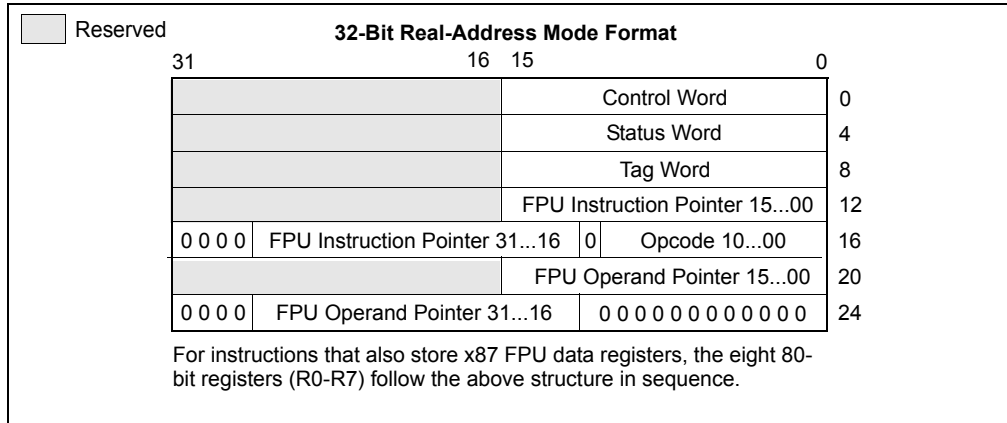 Reserved
32-Bit Real-Address Mode Format
31 16 15 0
Control Word 0
Status Word 4
Tag Word 8
FPU Instruction Pointer 15...00 12
0 0 0 0 FPU Instruction Pointer 31...16 0 Opcode 10...00 16
FPU Operand Pointer 15...00 20
0 0 0 0 FPU Operand Pointer 31...16 0 0 0 0 0 0 0 0 0 0 0 0 24
For instructions that also store x87 FPU data registers, the eight 80-
bit registers (R0-R7) follow the above structure in sequence.